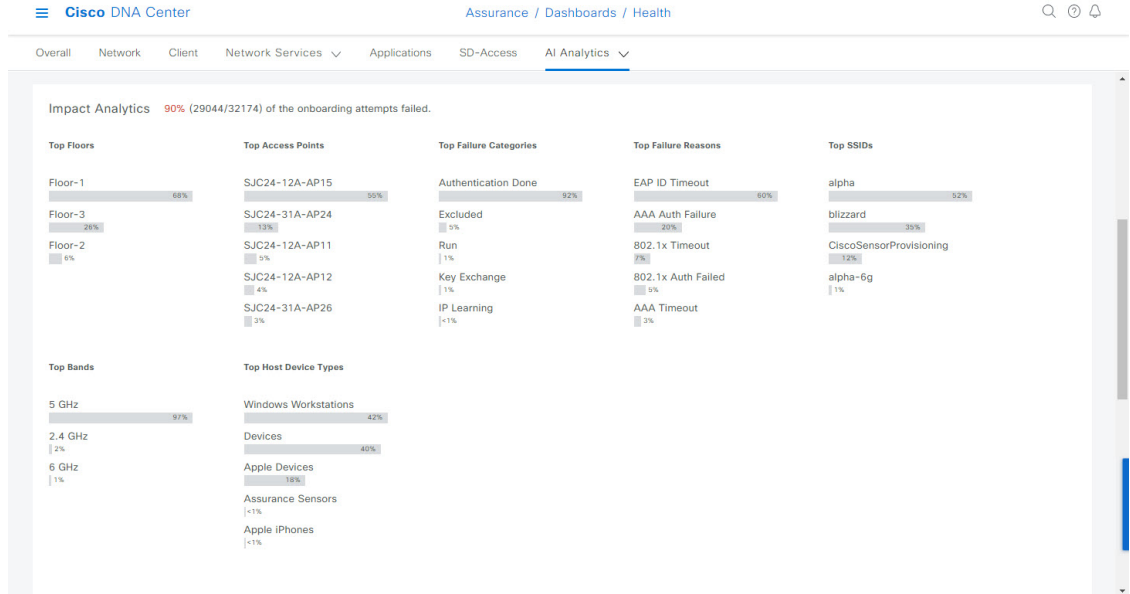 Cisco DNA Center
Assurance / Dashboards / Health
Overall Network Client Network Services Applications SD-Access AI Analytics
Impact Analytics 90% (29044/32174) of the onboarding attempts failed.
Top Floors
Floor-1
68%
Floor-3
26%
Floor-2
6%
Top Access Points
SJC24-12A-AP15
55%
SJC24-31A-AP24
13%
SJC24-12A-AP11
5%
SJC24-12A-AP12
4%
SJC24-31A-AP26
3%
Top Failure Categories
Authentication Done
92%
Excluded
5%
Run
1%
Key Exchange
1%
IP Learning
<1%
Top Failure Reasons
EAP ID Timeout
60%
AAA Auth Failure
20%
802.1x Timeout
7%
802.1x Auth Failed
5%
AAA Timeout
3%
Top SSIDs
alpha
52%
blizzard
35%
CiscoSensorProvisioning
12%
alpha-6g
1%
Top Bands
5 GHz
97%
2.4 GHz
2%
6 GHz
1%
Top Host Device Types
Windows Workstations
42%
Devices
40%
Apple Devices
18%
Assurance Sensors
<1%
Apple iPhones
<1%